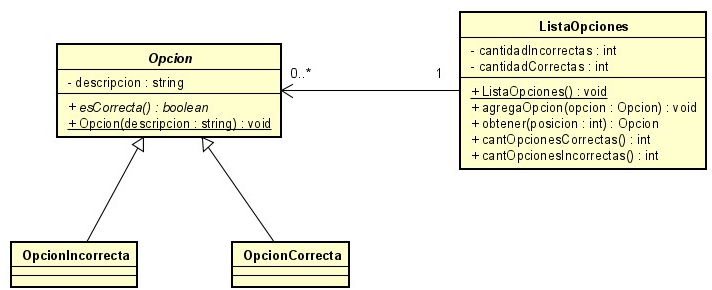 Opcion
- descripcion : string
+ esCorrecta() : boolean
+ Opcion(descripcion : string) : void
0..*
1
ListaOpciones
- cantidadIncorrectas : int
- cantidadCorrectas : int
+ ListaOpciones() : void
+ agregaOpcion(opcion : Opcion) : void
+ obtener(posicion : int) : Opcion
+ cantOpcionesCorrectas() : int
+ cantOpcionesIncorrectas() : int
OpcionIncorrecta
OpcionCorrecta